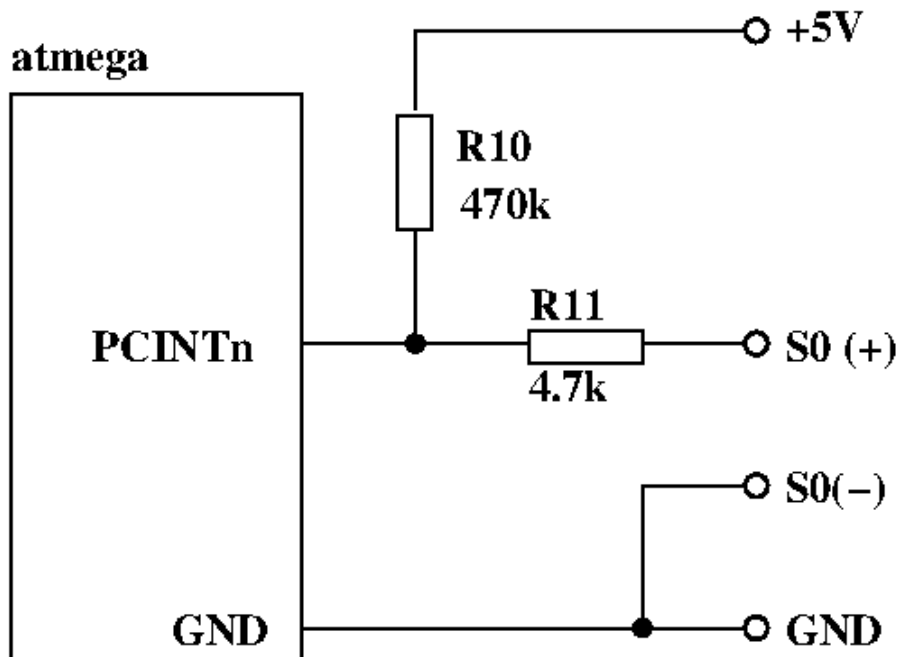 +5V
atmega
R10
470k
R11
PCINTn
S0 (+)
4.7k
S0(−)
GND
GND